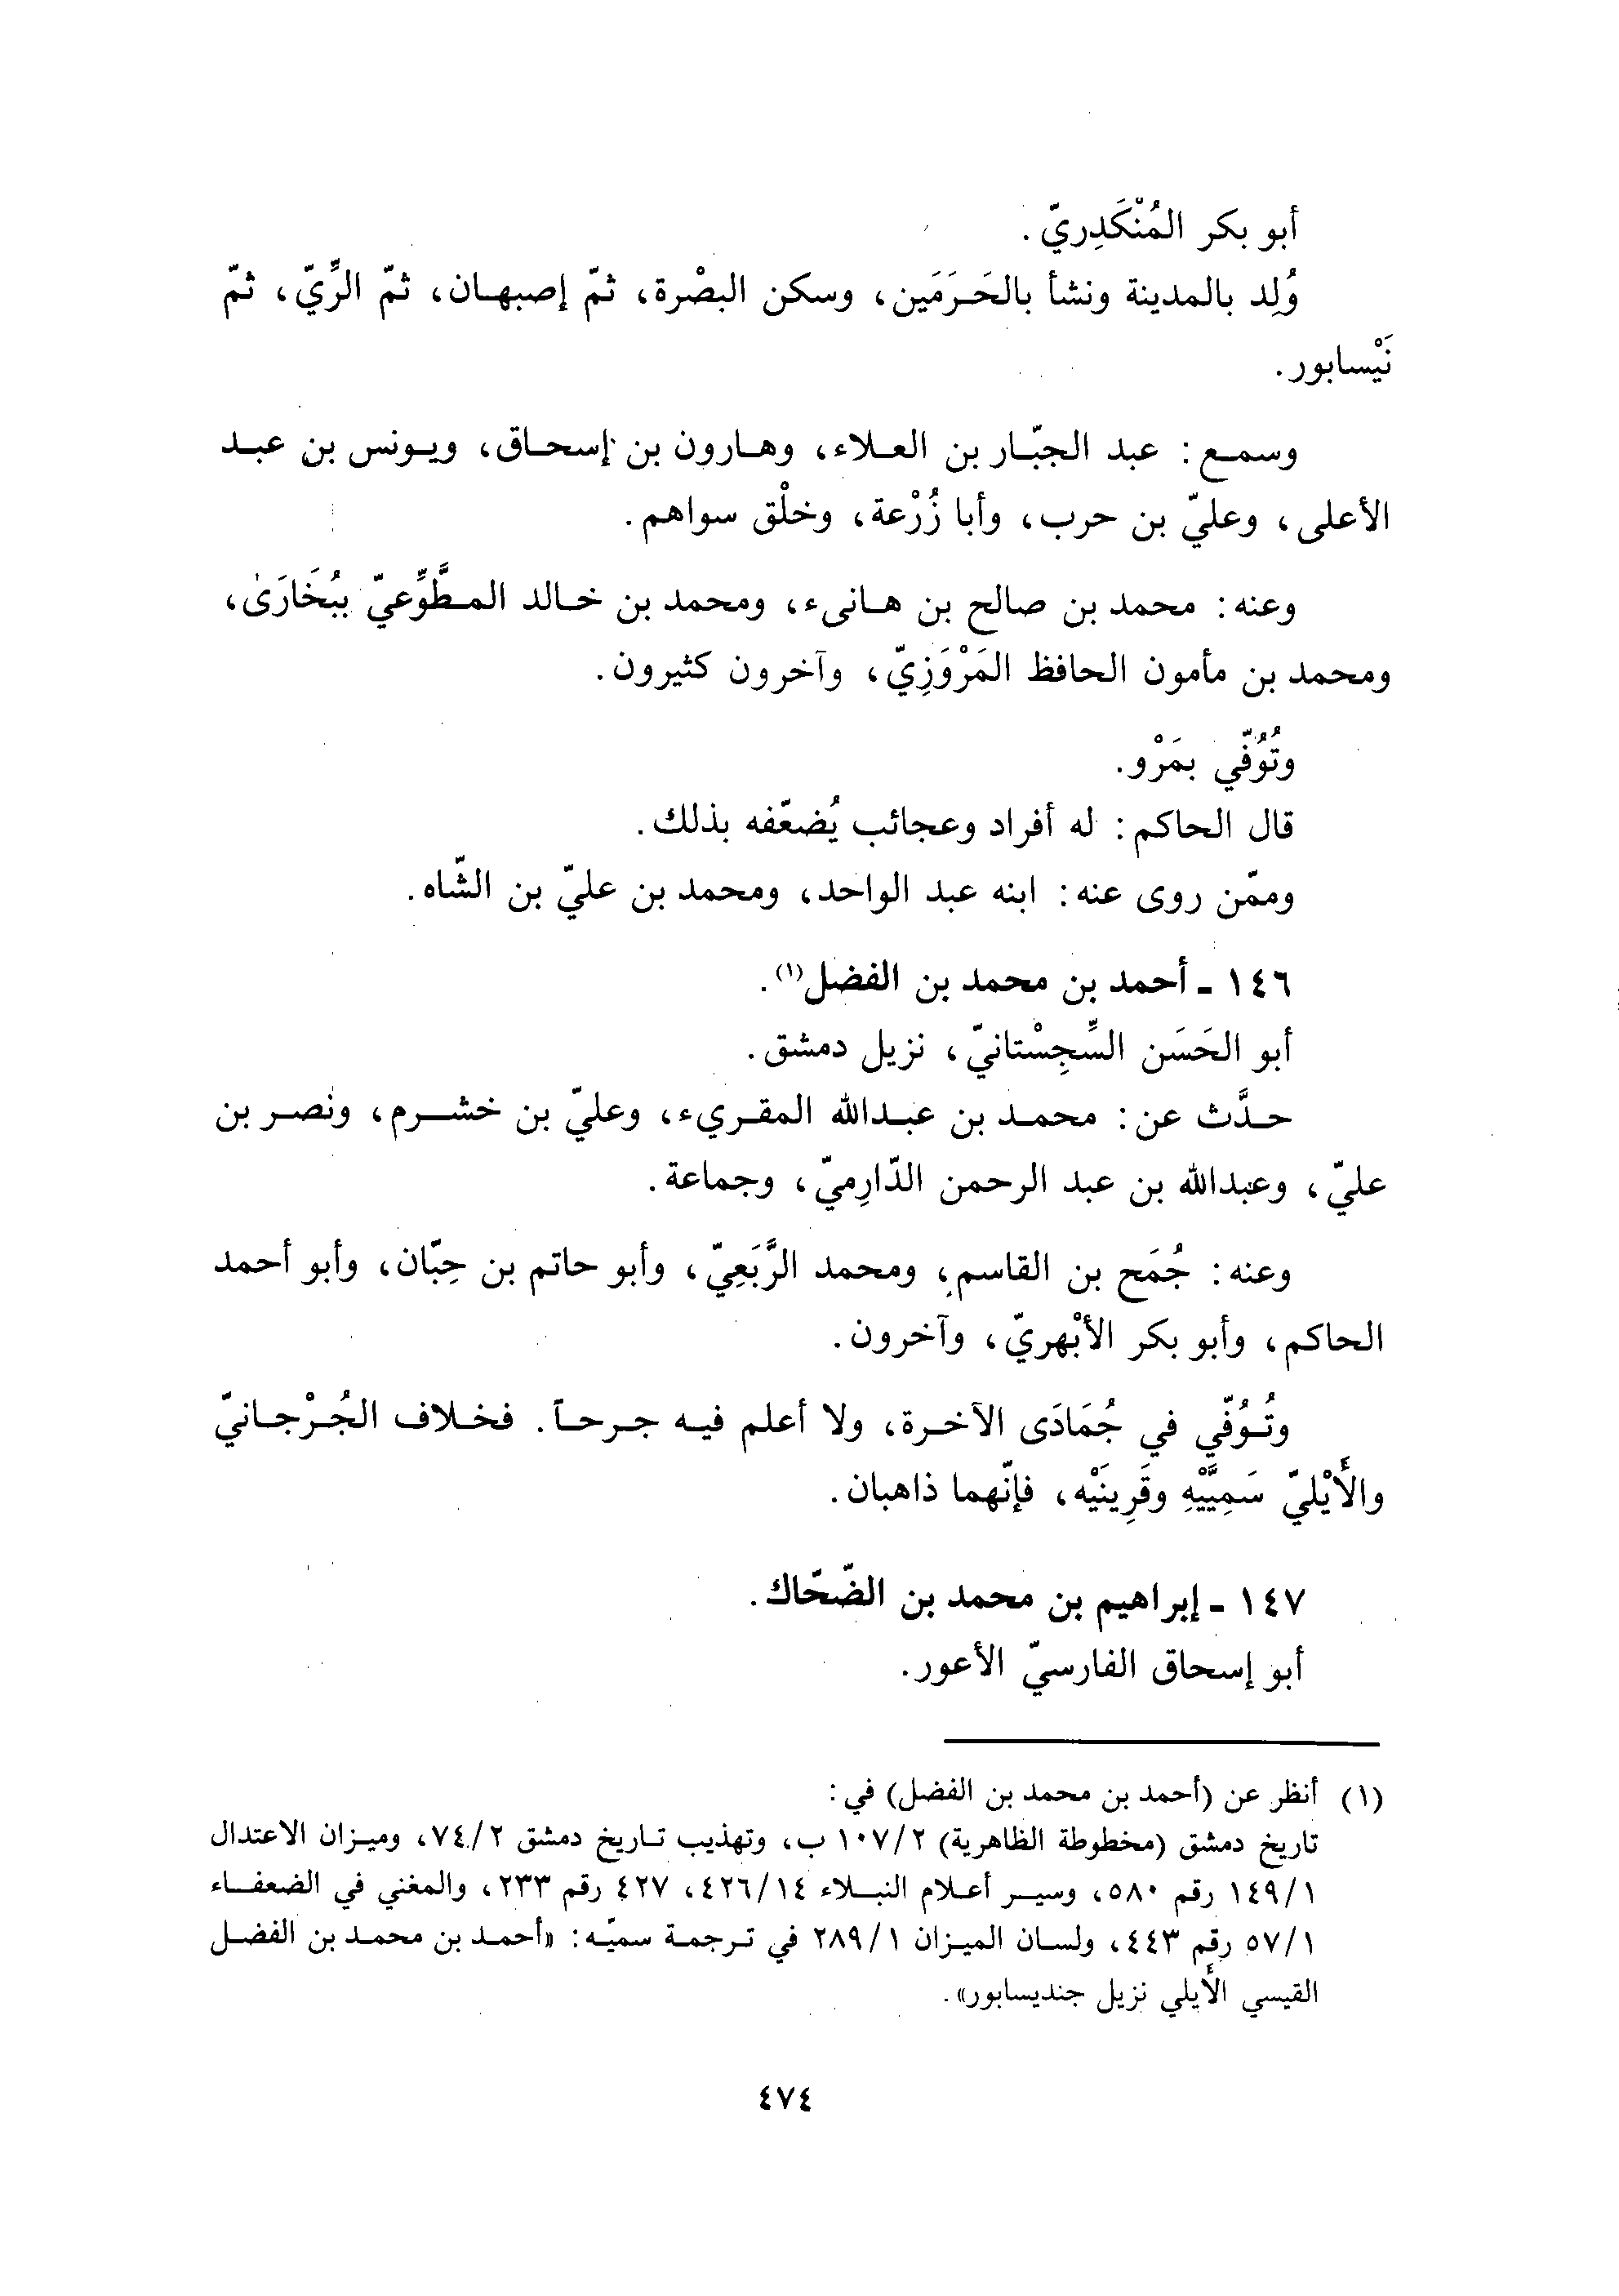 أبو بكر المُنْكَدِريّ.
وُلِد بالمدينة ونشأ بالحَرَمَين، وسكن البصْرة، ثمّ إصبهان، ثمّ الرِّيّ، ثمّ
نَيْسابور.
وسمع: عبد الجبّار بن العلاء، وهارون بن إسحاق، ويونس بن عبد
الأعلى، وعليّ بن حرب، وأبا زُرْعة، وخلْق سواهم.
وعنه: محمد بن صالح بن هانىء، ومحمد بن خالد المطَّوِّعيّ ببُخَارَىٰ،
ومحمد بن مأمون الحافظ المَرْوَزِيّ، وآخرون كثيرون.
وتُوُفّي بمَرْو.
قال الحاكم: له أفراد وعجائب يُضعّفه بذلك.
وممّن روى عنه: ابنه عبد الواحد، ومحمد بن عليّ بن الشّاه.
١٤٦ - أحمد بن محمد بن الفضل(١).
أبو الحَسَن السِّجِسْتانيّ، نزيل دمشق.
حدَّث عن: محمد بن عبدالله المقريء، وعليّ بن خشرم، ونصر بن
عليّ، وعبدالله بن عبد الرحمن الدّارِميّ، وجماعة.
وعنه: جُمَح بن القاسم، ومحمد الرَّبَعِيّ، وأبو حاتم بن حِبّان، وأبو أحمد
الحاكم، وأبو بكر الأبْهريّ، وآخرون.
وتُوُفّي في جُمَادَى الآخرة، ولا أعلم فيه جرحاً. فخلاف الجُرْجانيّ
والأَيْليّ سَمِيَّيْهِ وقَرِينَيْه، فإنّهما ذاهبان.
١٤٧ - إبراهيم بن محمد بن الضّحّاك.
أبو إسحاق الفارسيّ الأعور.
(١) أنظر عن (أحمد بن محمد بن الفضل) في:
تاريخ دمشق (مخطوطة الظاهرية) ١٠٧/٢ ب، وتهذيب تاريخ دمشق ٧٤/٢، وميزان الاعتدال
١٤٩/١ رقم ٥٨٠، وسير أعلام النبلاء ٤٢٦/١٤، ٤٢٧ رقم ٢٣٣، والمغني في الضعفاء
٥٧/١ رقم ٤٤٣، ولسان الميزان ٢٨٩/١ في ترجمة سميّه: «أحمد بن محمد بن الفضل
القيسي الأَيلي نزيل جنديسابور».
٤٧٤